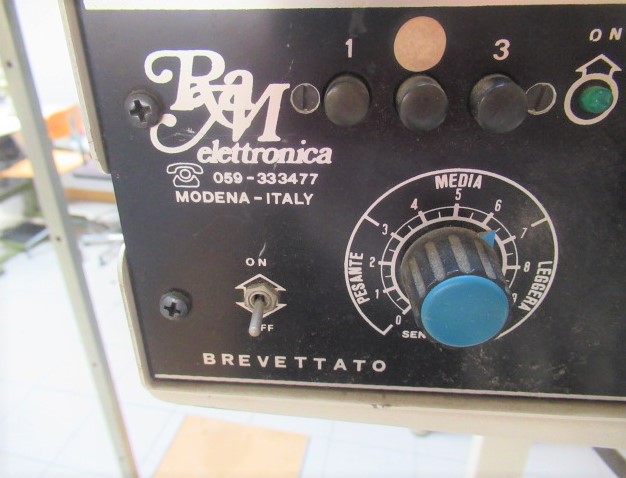 1
3
ON
RaM
elettronica
059-333477
MODENA-ITALY
MEDIA
PESANTE
LEGGERA
0
1
2
3
4
5
6
7
8
ON
BREVETTATO